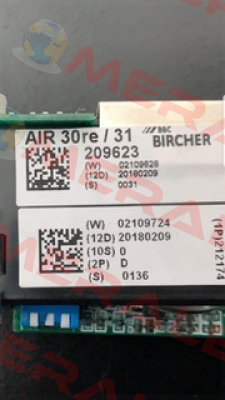 AIR 30re / 31
BBC
BIRCHER
209623
(W) 02109628
(12D) 20180209
(S) 0031
(W) 02109724
(12D) 20180209
(10S) 0
(2P) D
(S) 0136
(1P)212174
MERAL